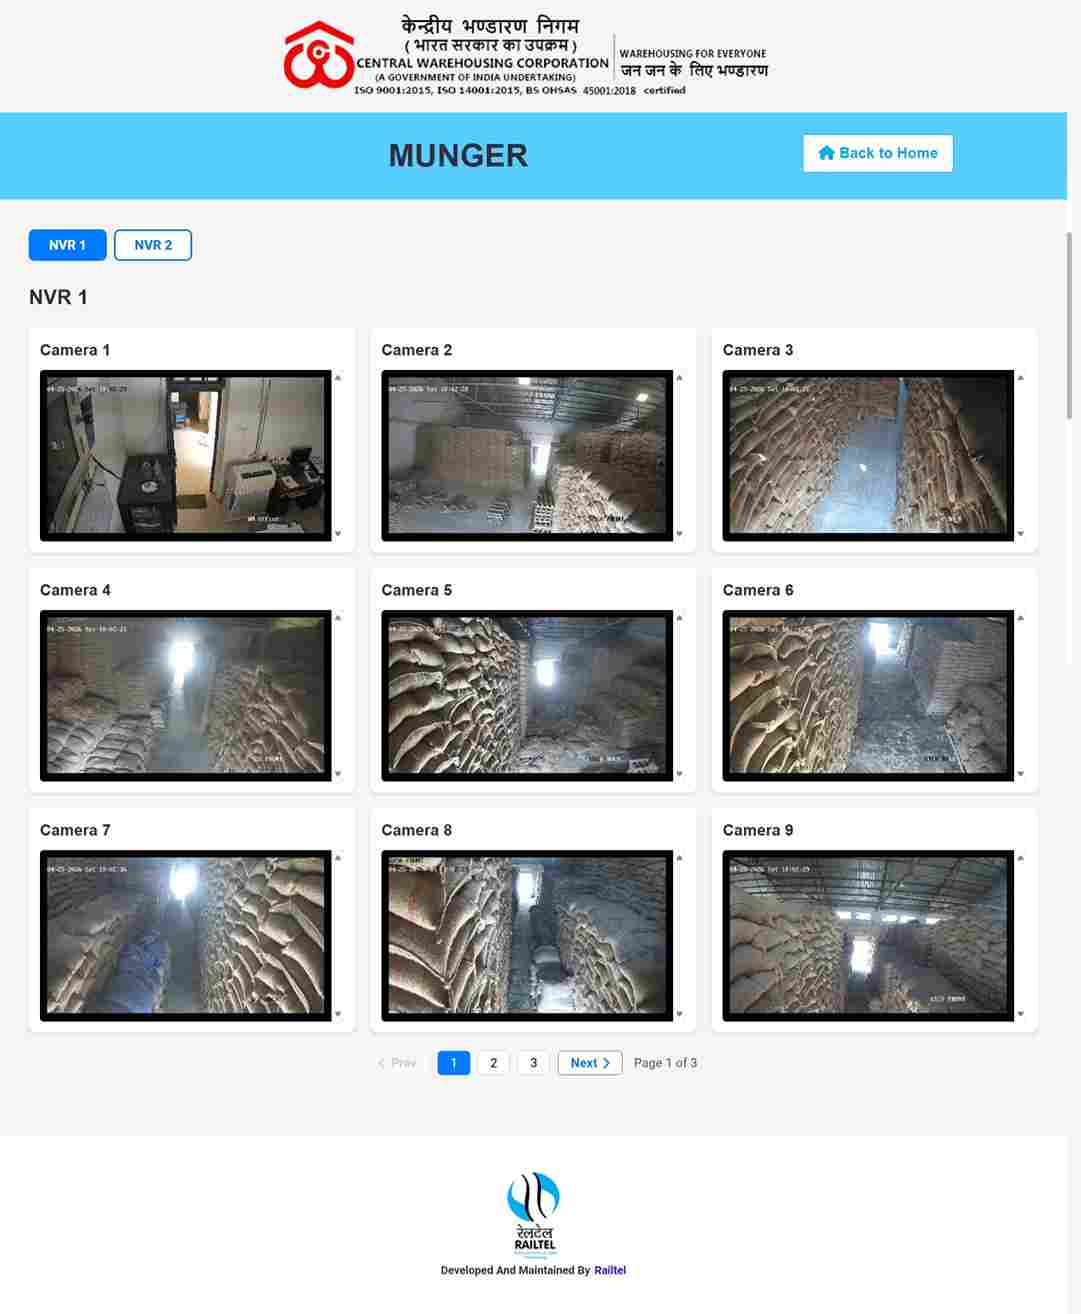 केन्द्रीय भण्डारण निगम
( भारत सरकार का उपक्रम )
CENTRAL WAREHOUSING CORPORATION
(A GOVERNMENT OF INDIA UNDERTAKING)
ISO 9001:2015, ISO 14001:2015, BS OHSAS 45001:2018 certified
WAREHOUSING FOR EVERYONE
जन जन के लिए भण्डारण
MUNGER
Back to Home
NVR 1
NVR 2
NVR 1
Camera 1
Camera 2
Camera 3
Camera 4
Camera 5
Camera 6
Camera 7
Camera 8
Camera 9
Prev
1
2
3
Next
Page 1 of 3
रेलटेल
RAILTEL
Developed And Maintained By Railtel